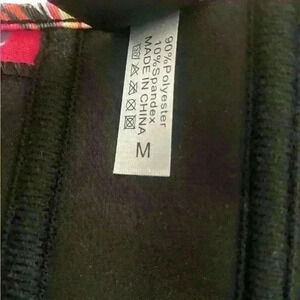 90%Polyester
10%Spandex
MADE IN CHINA
M